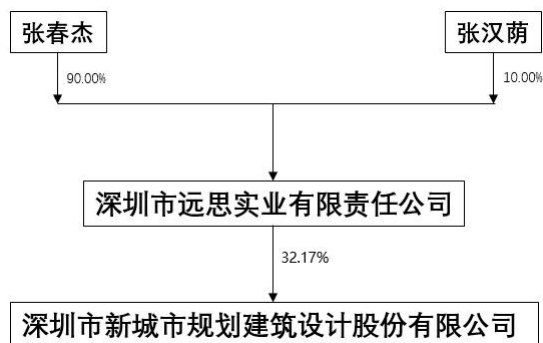 张春杰
张汉荫
90.00%
10.00%
深圳市远思实业有限责任公司
32.17%
深圳市新城市规划建筑设计股份有限公司